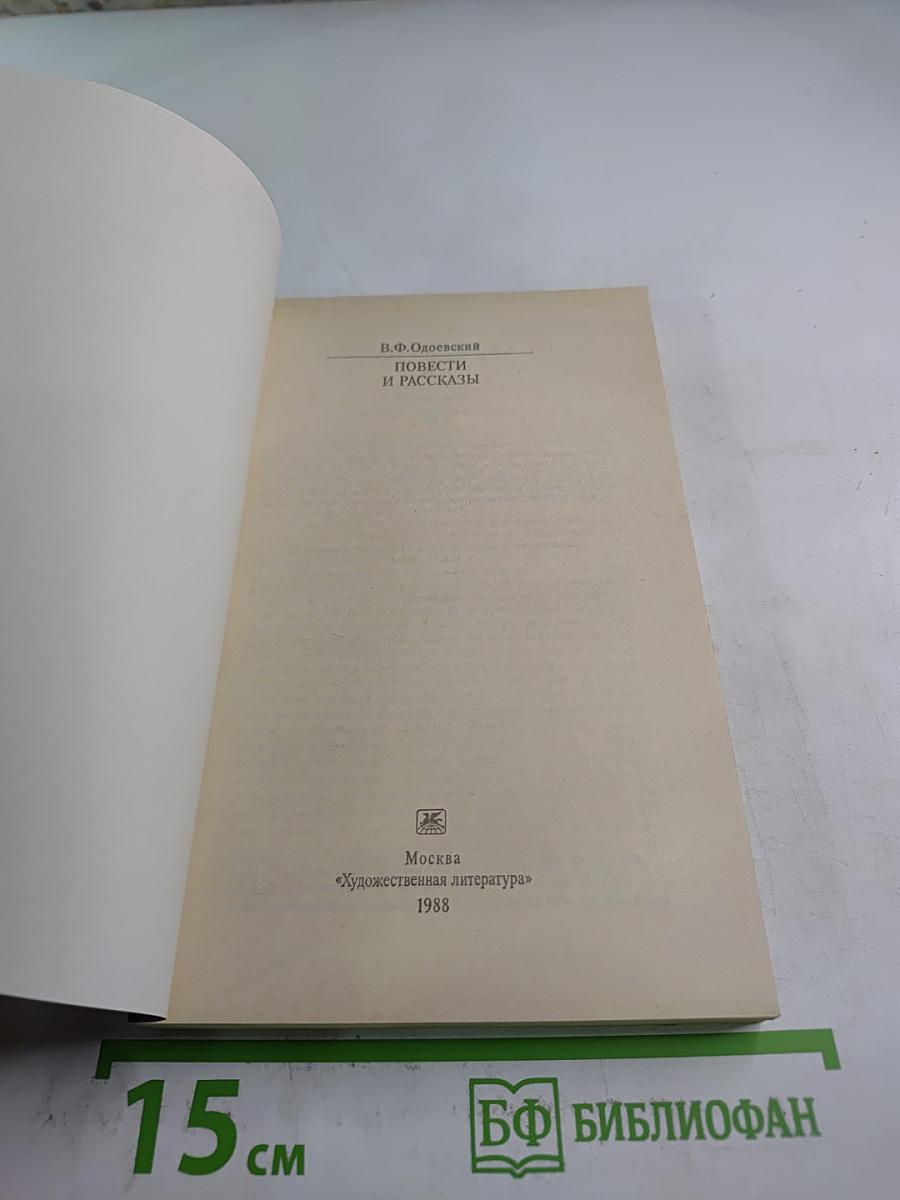 В.Ф.Одоевский
ПОВЕСТИ
И РАССКАЗЫ
Москва
«Художественная литература»
1988
15 см
БФ БИБЛИОФАН